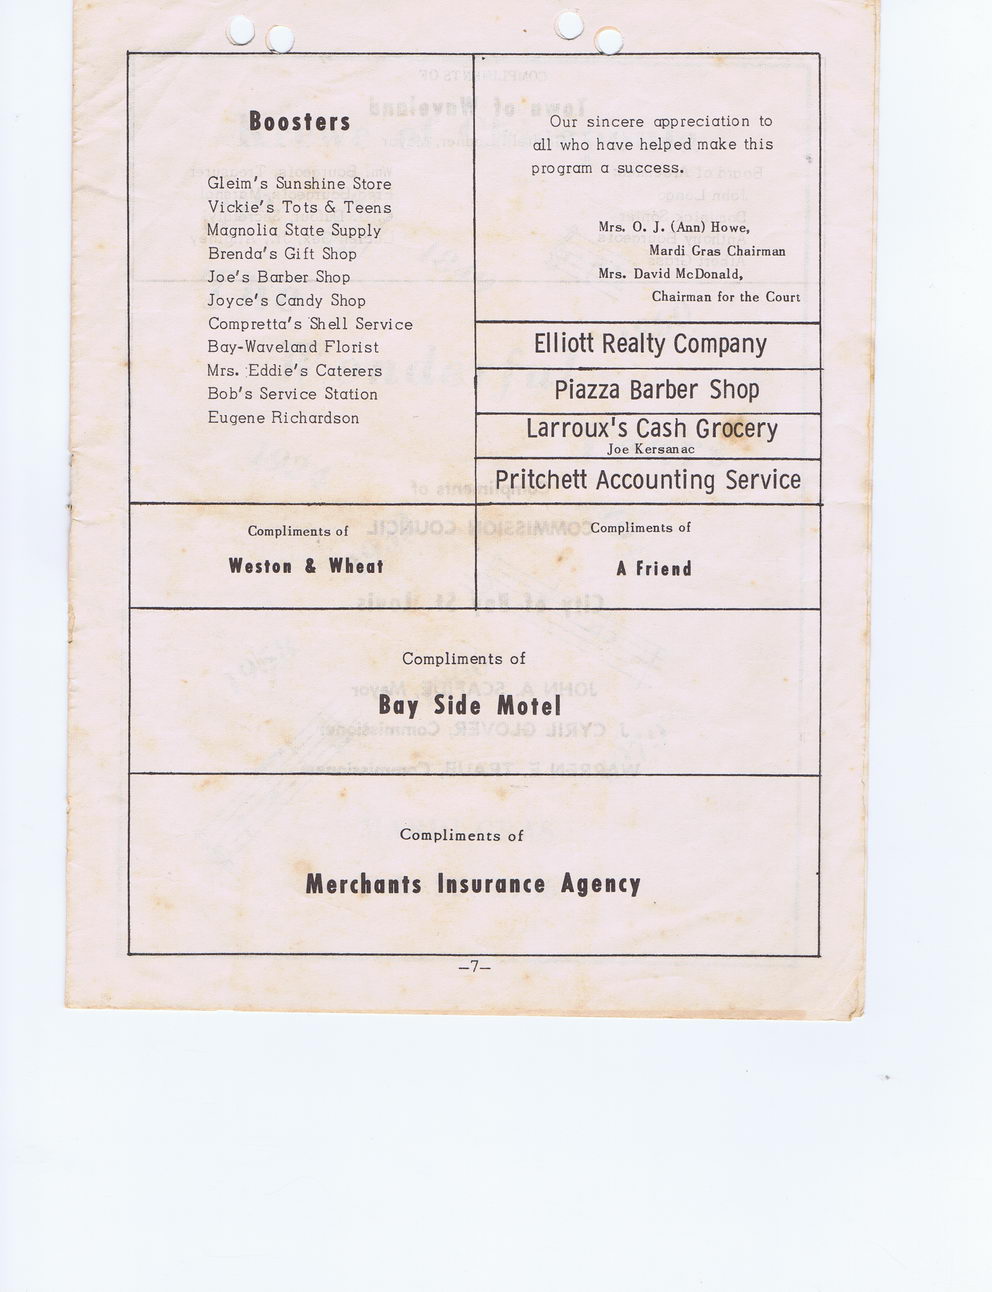 Boosters
Gleim's Sunshine Store
Vickie's Tots & Teens
Magnolia State Supply
Brenda's Gift Shop
Joe's Barber Shop
Joyce's Candy Shop
Compretta's Shell Service
Bay-Waveland Florist
Mrs. Eddie's Caterers
Bob's Service Station
Eugene Richardson
Our sincere appreciation to
all who have helped make this
program a success.
Mrs. O. J. (Ann) Howe,
Mardi Gras Chairman
Mrs. David McDonald,
Chairman for the Court
Elliott Realty Company
Piazza Barber Shop
Larroux's Cash Grocery
Joe Kersanac
Pritchett Accounting Service
Compliments of
Weston & Wheat
Compliments of
A Friend
Compliments of
Bay Side Motel
Compliments of
Merchants Insurance Agency
—7—